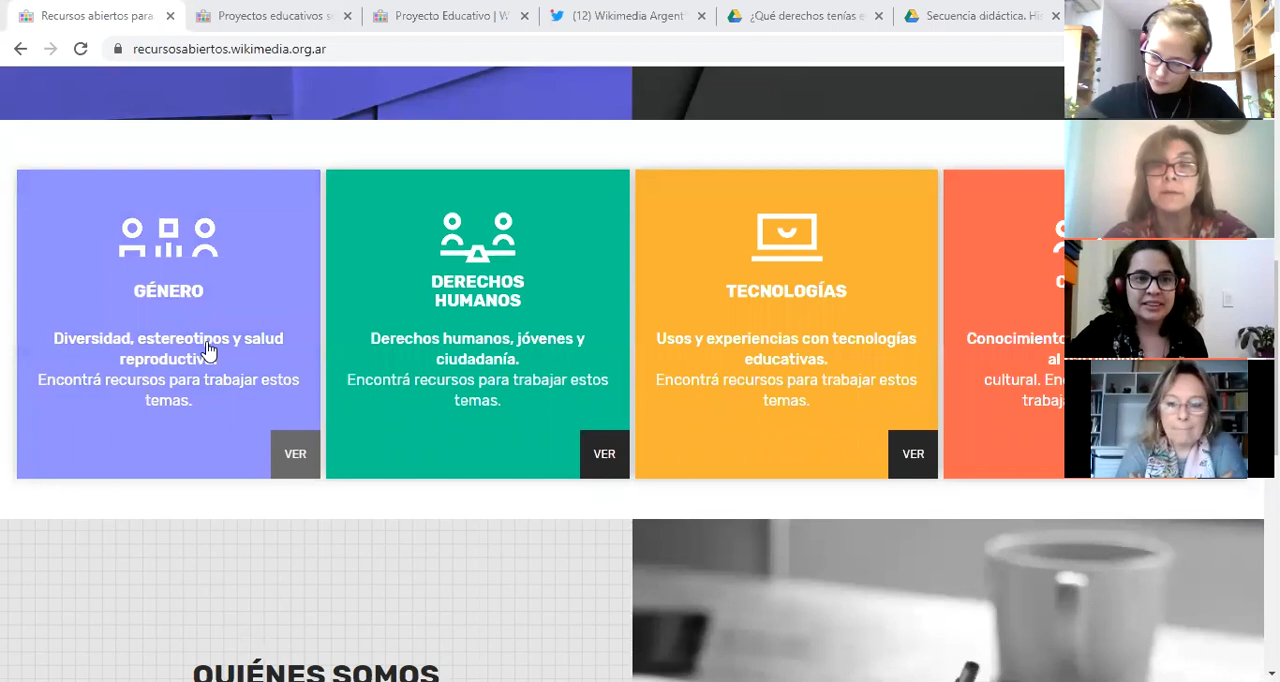 Recursos abiertos para
Proyectos educativos s
Proyecto Educativo | W
(12) Wikimedia Argent
¿Qué derechos tenías e
Secuencia didáctica. Hi
recursosabiertos.wikimedia.org.ar
GÉNERO
Diversidad, estereotipos y salud
reproductiva.
Encontrá recursos para trabajar estos
temas.
VER
DERECHOS
HUMANOS
Derechos humanos, jóvenes y
ciudadanía.
Encontrá recursos para trabajar estos
temas.
VER
TECNOLOGÍAS
Usos y experiencias con tecnologías
educativas.
Encontrá recursos para trabajar estos
temas.
VER
C
Conocimiento
al
cultural. En
trabaj
QUIÉNES SOMOS